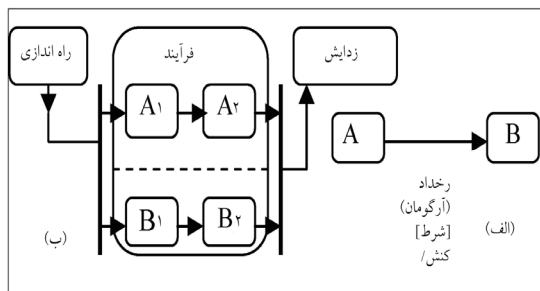 راه اندازی
فرآیند
زدایش
A۱
A۲
B۱
B۲
(ب)
A
B
رخداد
(آرگومان)
[شرط]
کنش/
(الف)